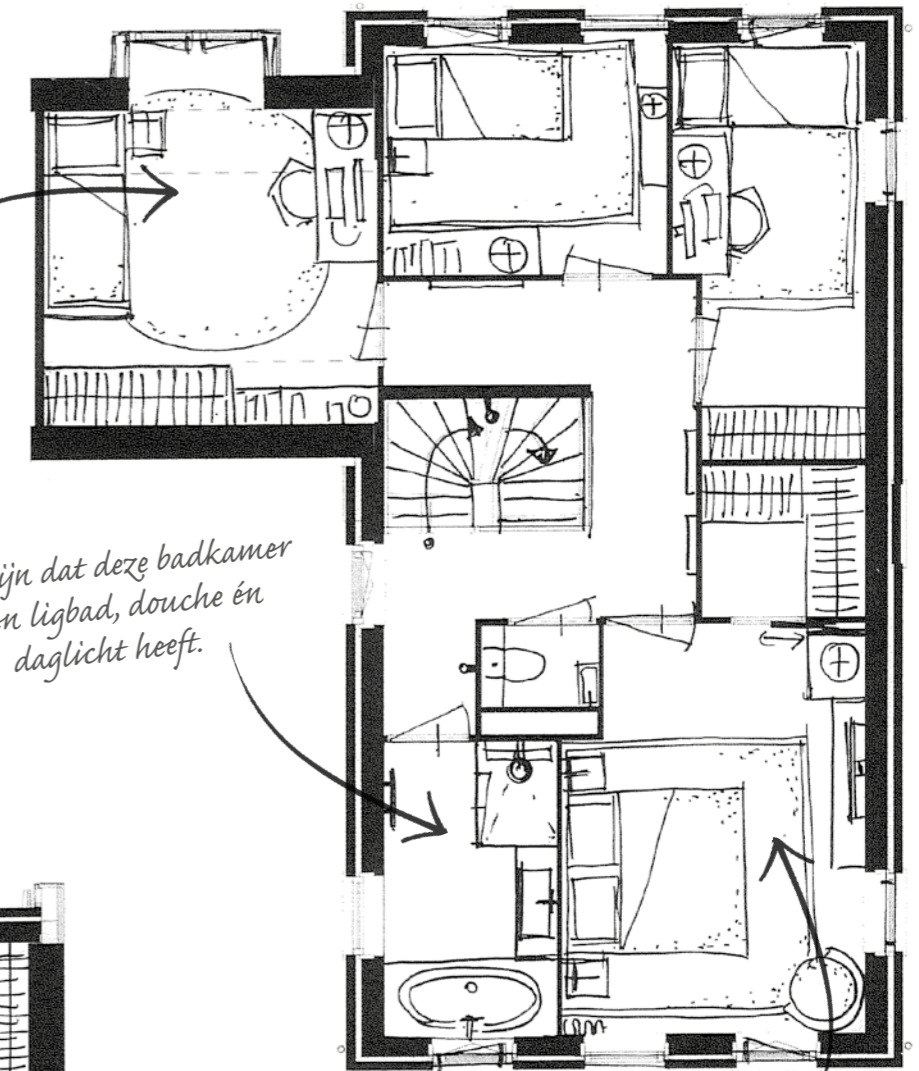 ijn dat deze badkamer
n ligbad, douche én
daglicht heeft.